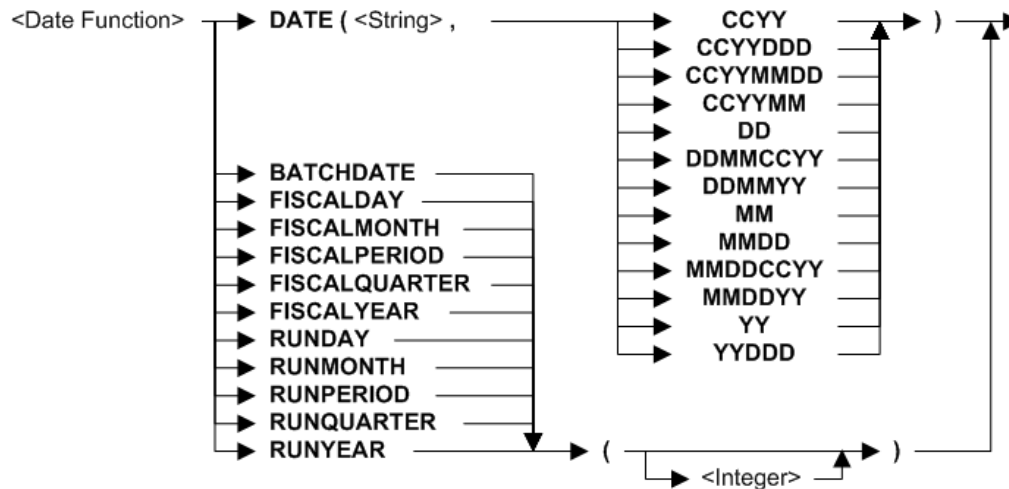 <Date Function> DATE ( <String> , CCYY )
CCYYDDD
CCYYMMDD
CCYYMM
DD
DDMMCCYY
DDMMYY
MM
MMDD
MMDDCCYY
MMDDYY
YY
YYDDD
BATCHDATE
FISCALDAY
FISCALMONTH
FISCALPERIOD
FISCALQUARTER
FISCALYEAR
RUNDAY
RUNMONTH
RUNPERIOD
RUNQUARTER
RUNYEAR ( )
<Integer>